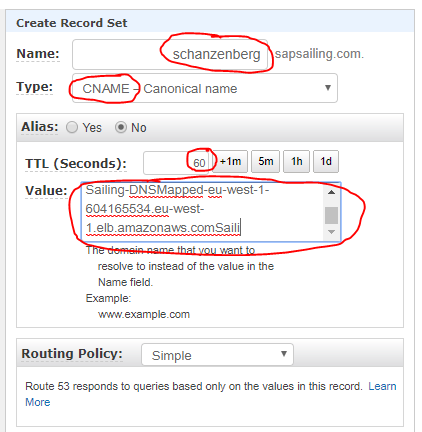 Create Record Set
Name: schanzenberg .sapsailing.com.
Type: CNAME – Canonical name
Alias: Yes No
TTL (Seconds): 60 +1m 5m 1h 1d
Value: Sailing-DNSMapped-eu-west-1-
604165534.eu-west-
1.elb.amazonaws.comSaili
The domain name that you want to
resolve to instead of the value in the
Name field.
Example:
www.example.com
Routing Policy: Simple
Route 53 responds to queries based only on the values in this record. Learn
More